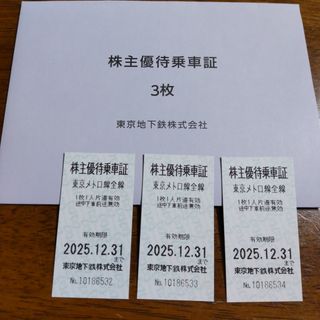 株主優待乗車証
3枚
東京地下鉄株式会社
株主優待乗車証
東京メトロ線全線
1枚1人片道有効
途中下車前途無効
有効期限
2025.12.31
まで
東京地下鉄株式会社
No.10186532
株主優待乗車証
東京メトロ線全線
1枚1人片道有効
途中下車前途無効
有効期限
2025.12.31
まで
東京地下鉄株式会社
No.10186533
株主優待乗車証
東京メトロ線全線
1枚1人片道有効
途中下車前途無効
有効期限
2025.12.31
まで
東京地下鉄株式会社
No.10186534